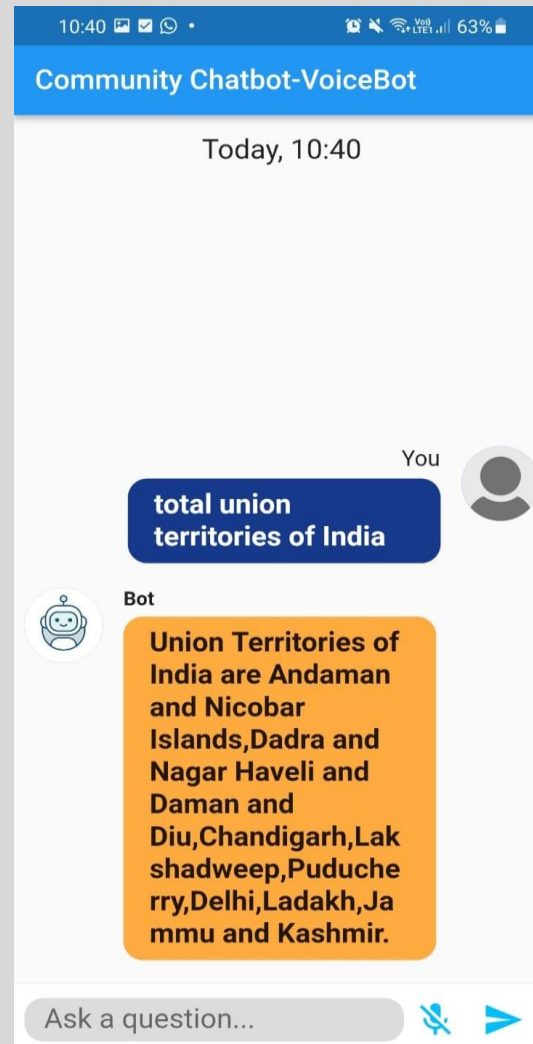 10:40
Vo)) LTE1 63%
Community Chatbot-VoiceBot
Today, 10:40
You
total union
territories of India
Bot
Union Territories of
India are Andaman
and Nicobar
Islands,Dadra and
Nagar Haveli and
Daman and
Diu,Chandigarh,Lak
shadweep,Puduche
rry,Delhi,Ladakh,Ja
mmu and Kashmir.
Ask a question...